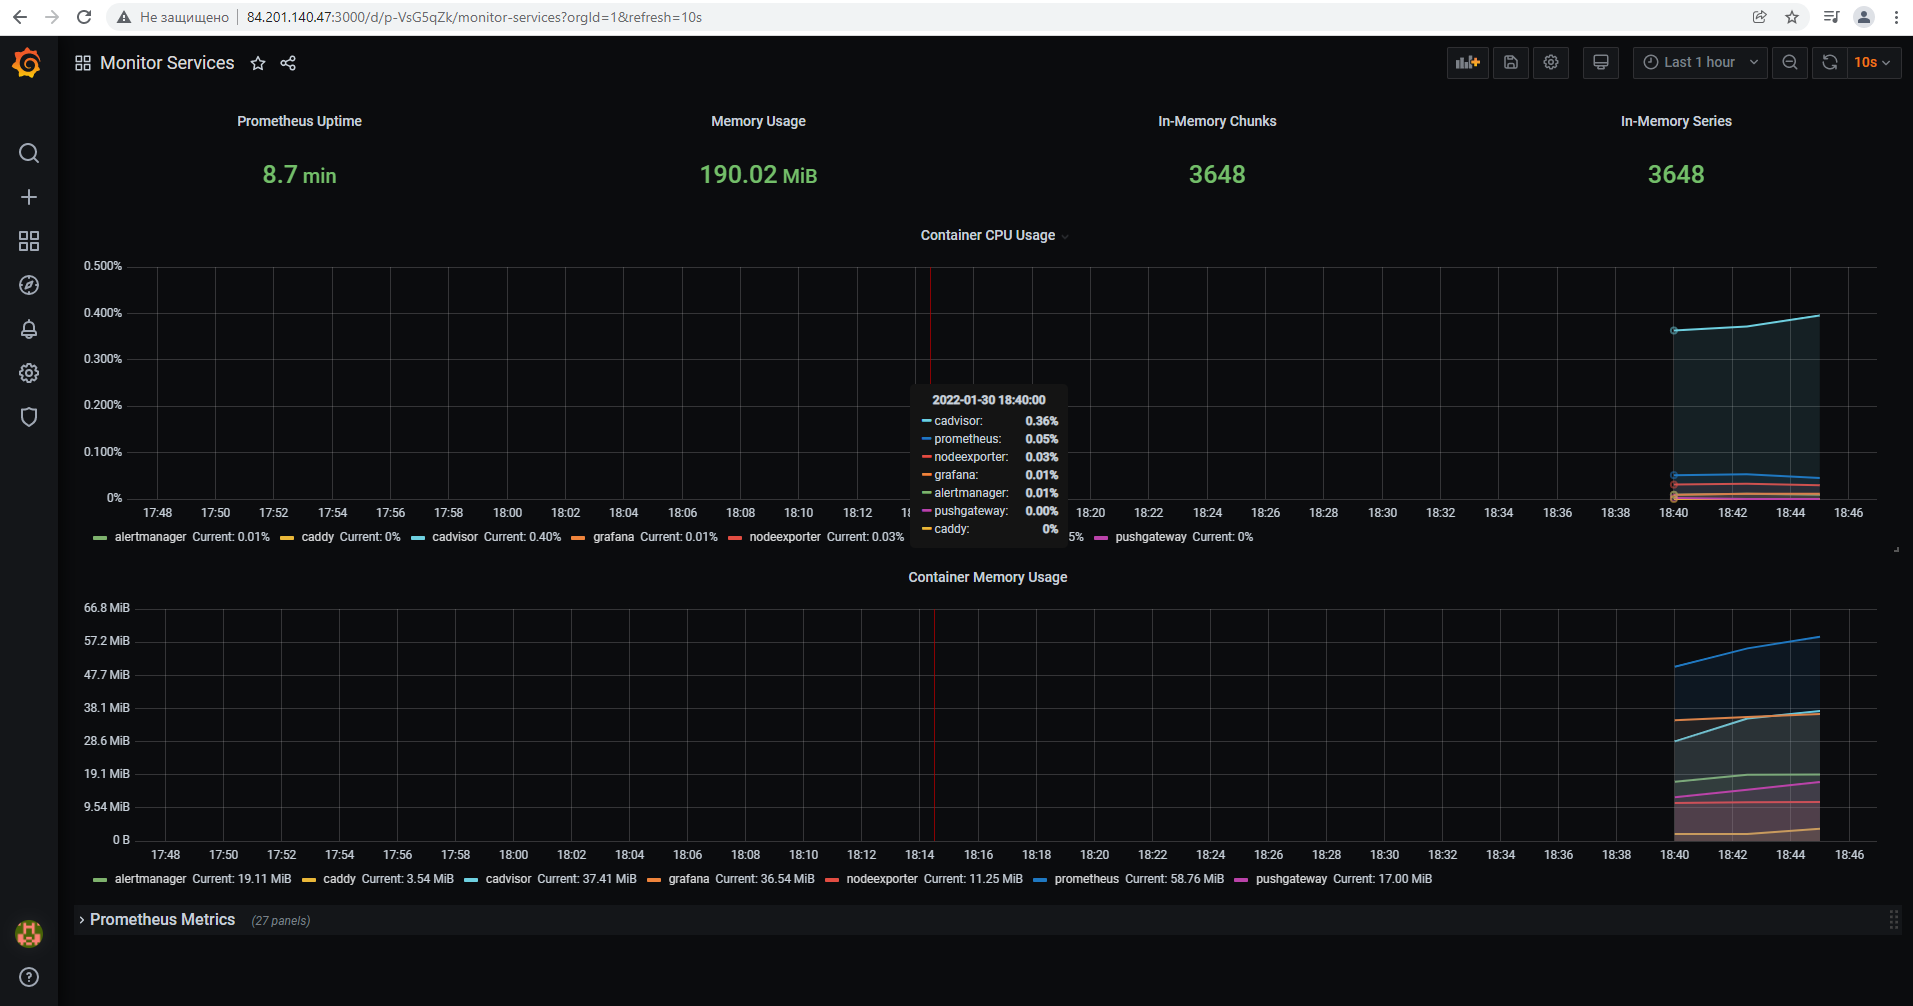 Не защищено 84.201.140.47:3000/d/p-VsG5qZk/monitor-services?orgId=1&refresh=10s
Monitor Services
Last 1 hour
10s
Prometheus Uptime Memory Usage In-Memory Chunks In-Memory Series
8.7 min 190.02 MiB 3648 3648
Container CPU Usage
0.500%
0.400%
0.300%
0.200%
0.100%
0%
17:48 17:50 17:52 17:54 17:56 17:58 18:00 18:02 18:04 18:06 18:08 18:10 18:12 18:20 18:22 18:24 18:26 18:28 18:30 18:32 18:34 18:36 18:38 18:40 18:42 18:44 18:46
2022-01-30 18:40:00
cadvisor: 0.36%
prometheus: 0.05%
nodeexporter: 0.03%
grafana: 0.01%
alertmanager: 0.01%
pushgateway: 0.00%
caddy: 0%
alertmanager Current: 0.01% caddy Current: 0% cadvisor Current: 0.40% grafana Current: 0.01% nodeexporter Current: 0.03% 5% pushgateway Current: 0%
Container Memory Usage
66.8 MiB
57.2 MiB
47.7 MiB
38.1 MiB
28.6 MiB
19.1 MiB
9.54 MiB
0 B
17:48 17:50 17:52 17:54 17:56 17:58 18:00 18:02 18:04 18:06 18:08 18:10 18:12 18:14 18:16 18:18 18:20 18:22 18:24 18:26 18:28 18:30 18:32 18:34 18:36 18:38 18:40 18:42 18:44 18:46
alertmanager Current: 19.11 MiB caddy Current: 3.54 MiB cadvisor Current: 37.41 MiB grafana Current: 36.54 MiB nodeexporter Current: 11.25 MiB prometheus Current: 58.76 MiB pushgateway Current: 17.00 MiB
Prometheus Metrics (27 panels)